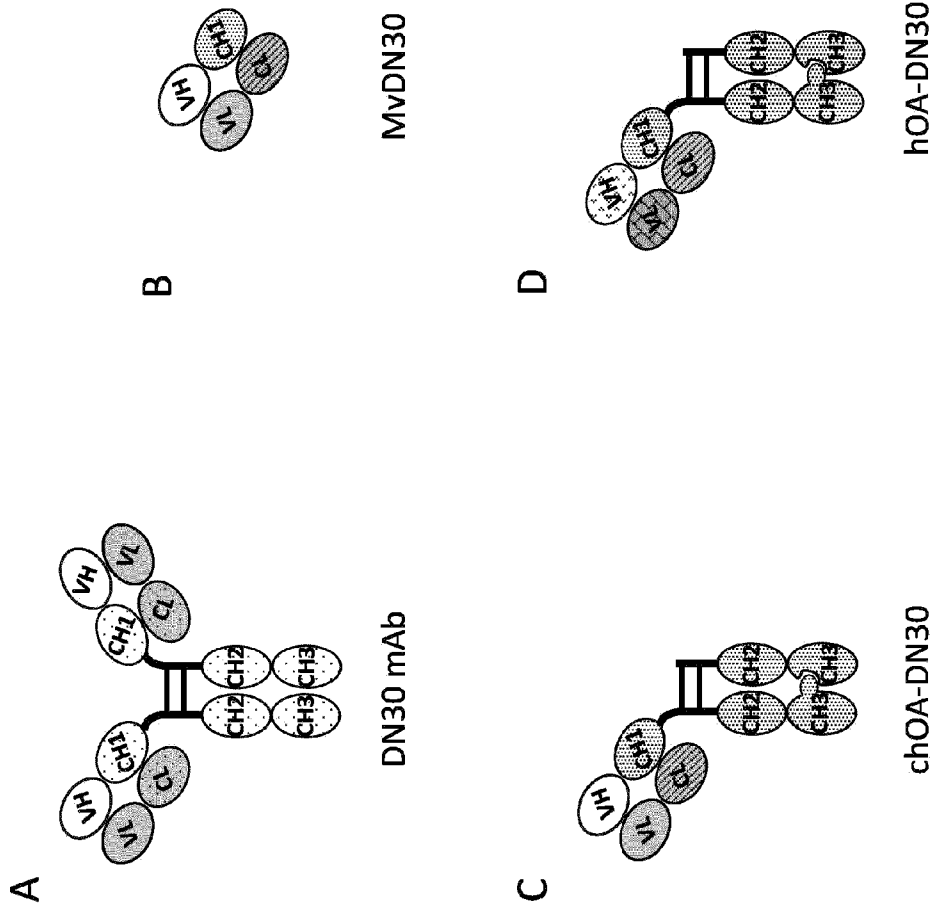 A
VH
VH
VL
CH1
CH1
VL
CL
CL
CH2
CH2
CH3
CH3
DN30 mAb
B
VH
CH1
VL
CL
MvDN30
C
VH
CH1
VL
CL
CH2
CH2
CH3
CH3
chOA-DN30
D
VH
CH1
VL
CL
CH2
CH2
CH3
CH3
hOA-DN30